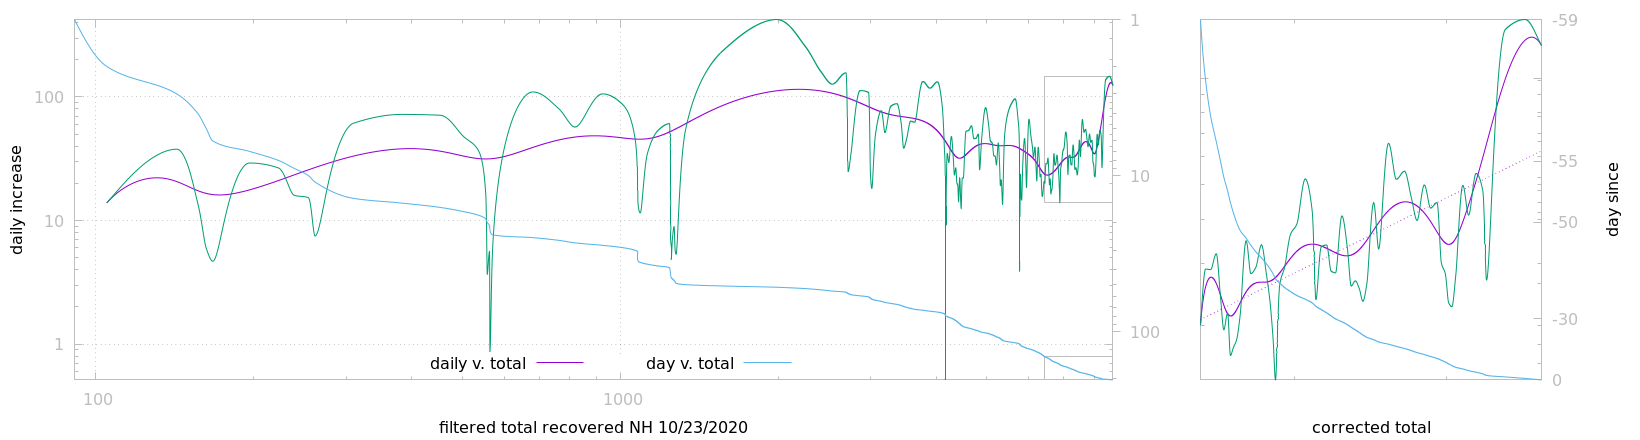 daily increase
100
10
1
100
1000
1
10
100
daily v. total
day v. total
filtered total recovered NH 10/23/2020
-59
-55
-50
-30
0
day since
corrected total